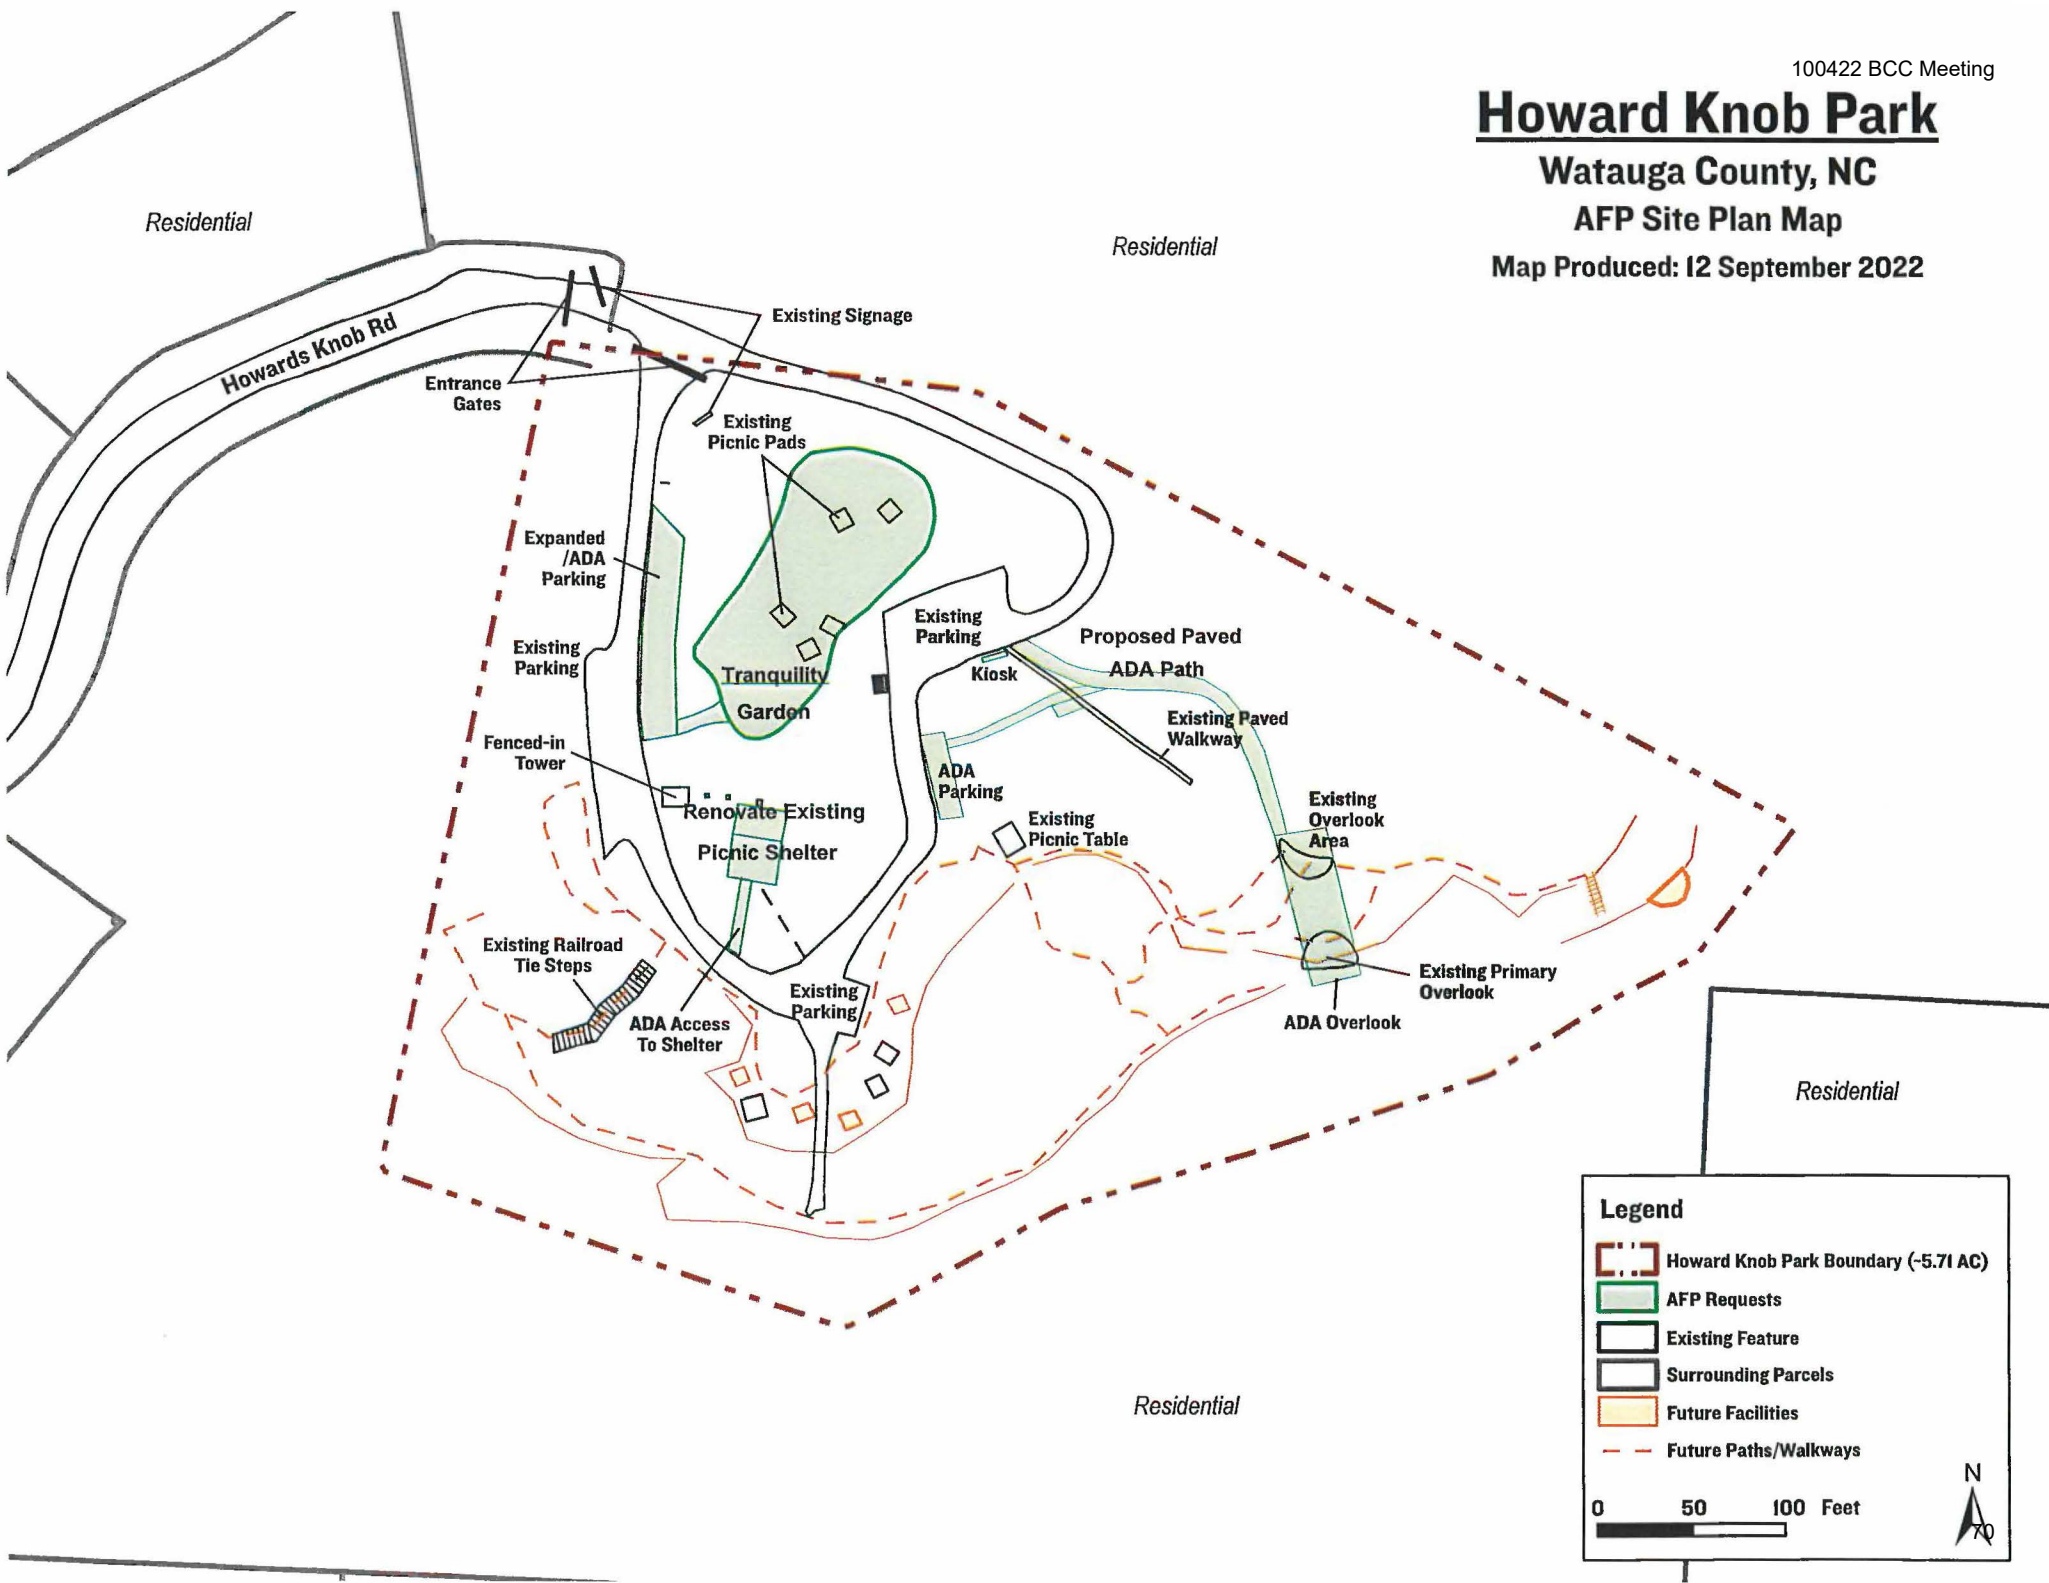 100422 BCC Meeting
Howard Knob Park
Watauga County, NC
AFP Site Plan Map
Map Produced: 12 September 2022
Residential
Residential
Howards Knob Rd
Existing Signage
Entrance
Gates
Existing
Picnic Pads
Expanded
/ADA
Parking
Existing
Parking
Existing
Parking
Proposed Paved
ADA Path
Kiosk
Tranquility
Garden
Existing Paved
Walkway
Fenced-in
Tower
ADA
Parking
Renovate Existing
Picnic Shelter
Existing
Picnic Table
Existing
Overlook
Area
Existing Railroad
Tie Steps
ADA Access
To Shelter
Existing
Parking
Existing Primary
Overlook
ADA Overlook
Residential
Residential
Legend
Howard Knob Park Boundary (~5.71 AC)
AFP Requests
Existing Feature
Surrounding Parcels
Future Facilities
Future Paths/Walkways
N
0 50 100 Feet
70